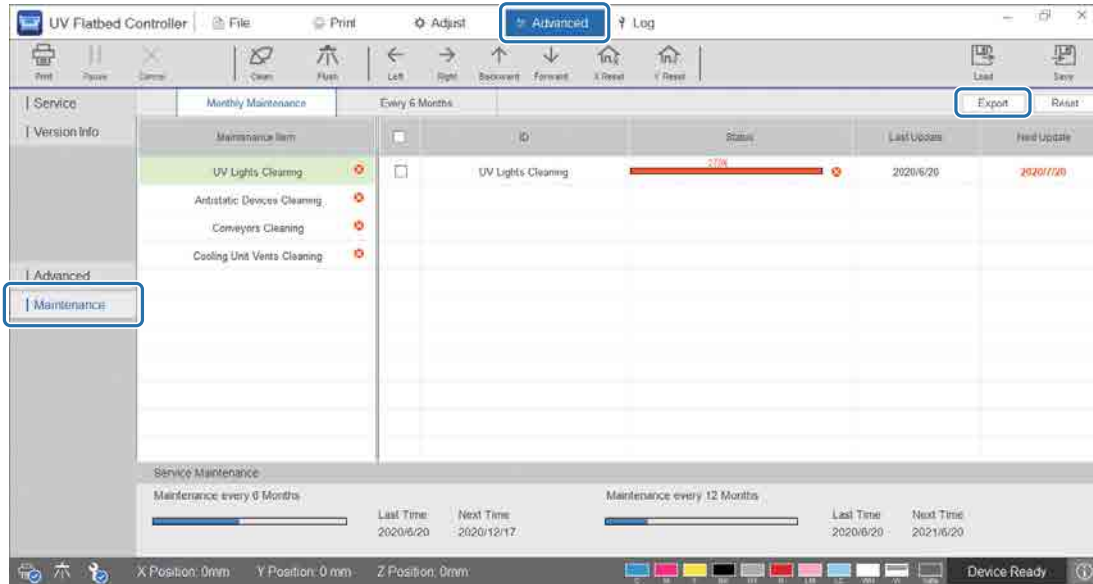 UV Flatbed Controller File Print Adjust Advanced Log
Print Pause Cancel Clean Flush Left Right Backward Forward X Reset Y Reset Load Save
Service Monthly Maintenance Every 6 Months Export Reset
Version Info Maintenance Item ID Status Last Update Next Update
UV Lights Cleaning UV Lights Cleaning 2020/6/20 2020/7/20
Antistatic Devices Cleaning
Conveyors Cleaning
Cooling Unit Vents Cleaning
Advanced
Maintenance
Service Maintenance
Maintenance every 6 Months Maintenance every 12 Months
Last Time Next Time Last Time Next Time
2020/6/20 2020/12/17 2020/6/20 2021/6/20
X Position: 0mm Y Position: 0 mm Z Position: 0mm Device Ready